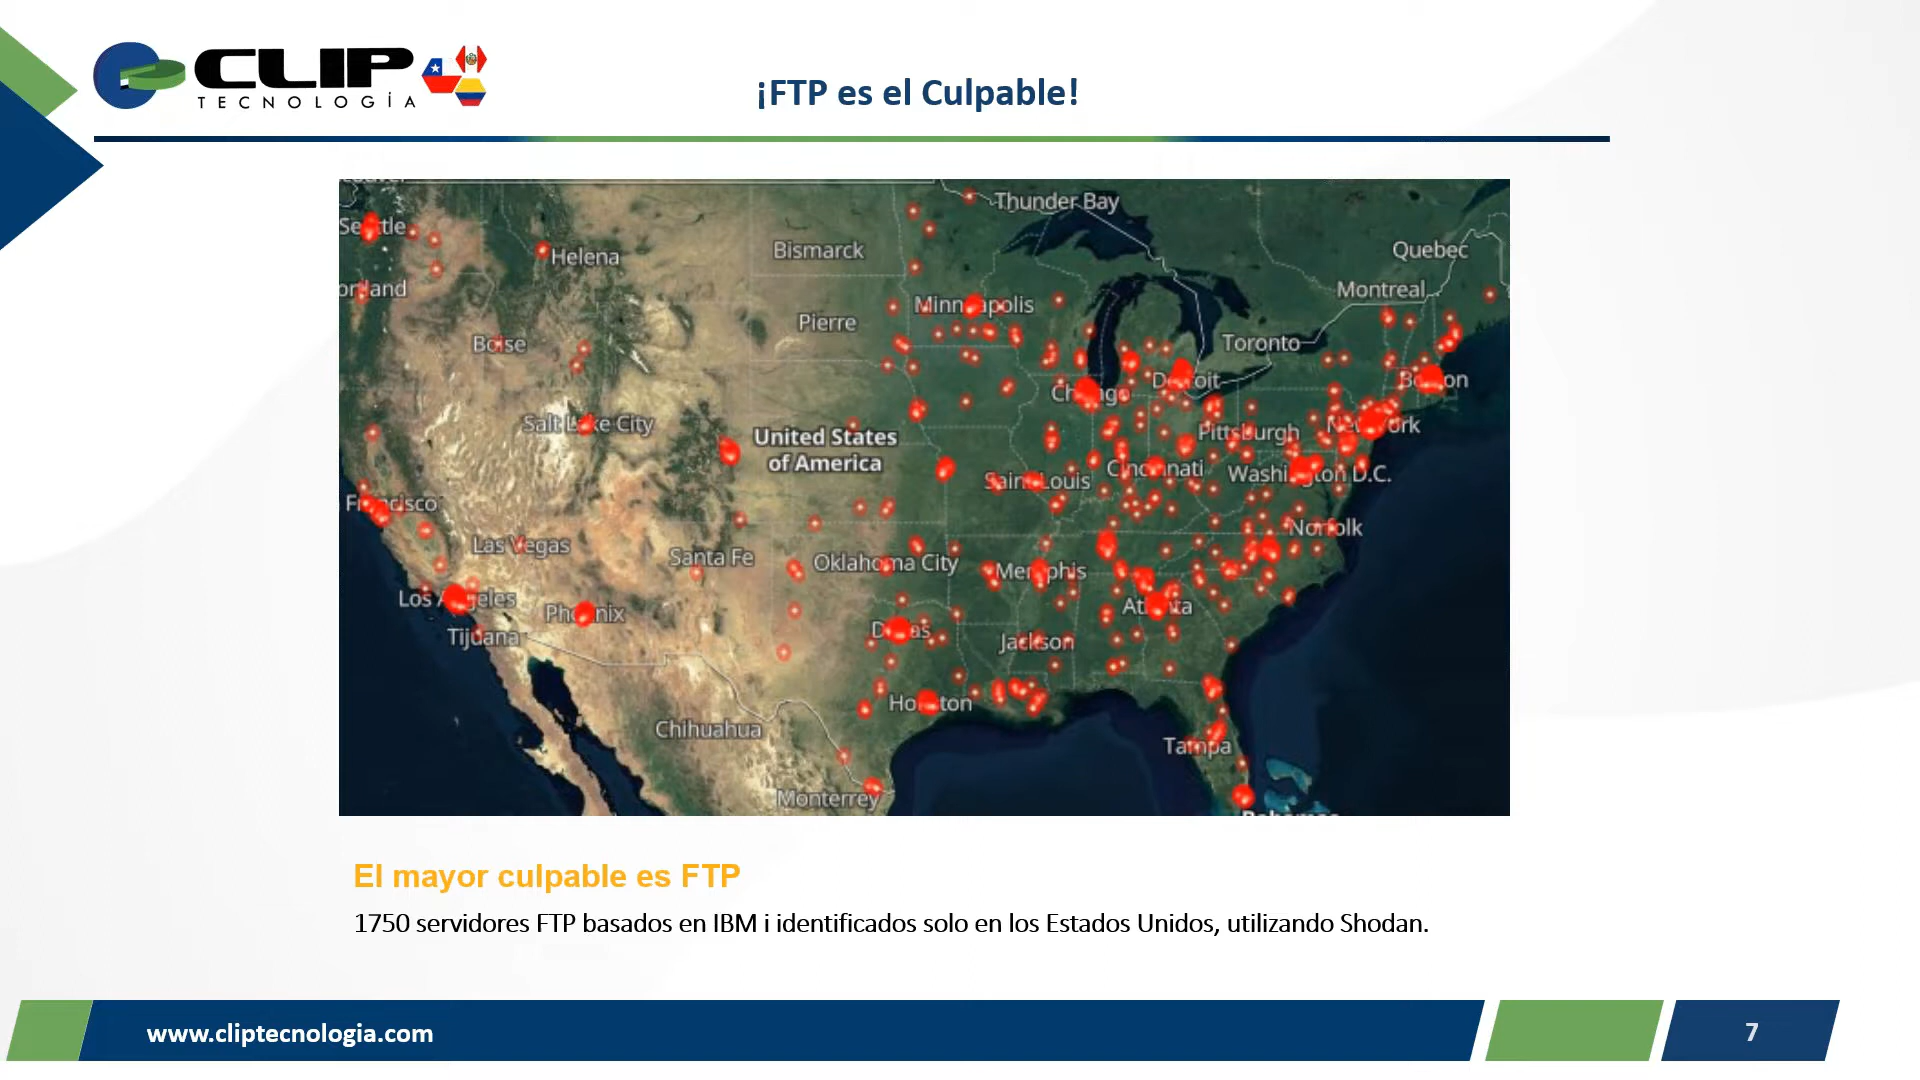 CLIP
TECNOLOGÍA
¡FTP es el Culpable!
Thunder Bay
Seattle
Helena
Bismarck
Quebec
Portland
Montreal
Minneapolis
Pierre
Boise
Toronto
Detroit
Chicago
Boston
Salt Lake City
United States
of America
Pittsburgh
New York
Saint Louis
Cincinnati
Washington D.C.
Francisco
Norfolk
Las Vegas
Santa Fe
Oklahoma City
Memphis
Los Angeles
Phoenix
Atlanta
Tijuana
Dallas
Jackson
Houston
Chihuahua
Tampa
Monterrey
Bahamas
El mayor culpable es FTP
1750 servidores FTP basados en IBM i identificados solo en los Estados Unidos, utilizando Shodan.
www.cliptecnologia.com
7